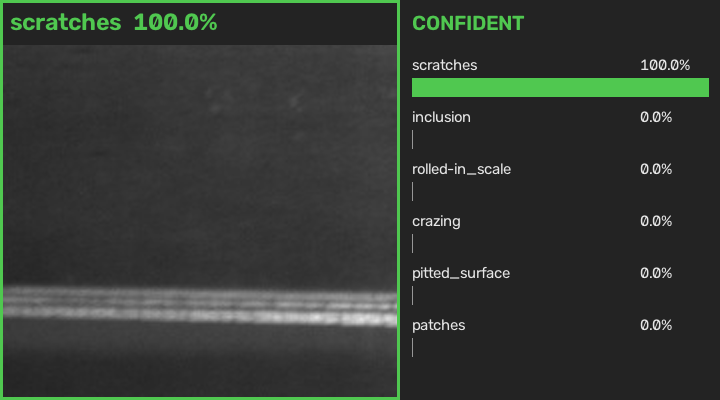 scratches 100.0%
CONFIDENT
scratches 100.0%
inclusion 0.0%
rolled-in_scale 0.0%
crazing 0.0%
pitted_surface 0.0%
patches 0.0%